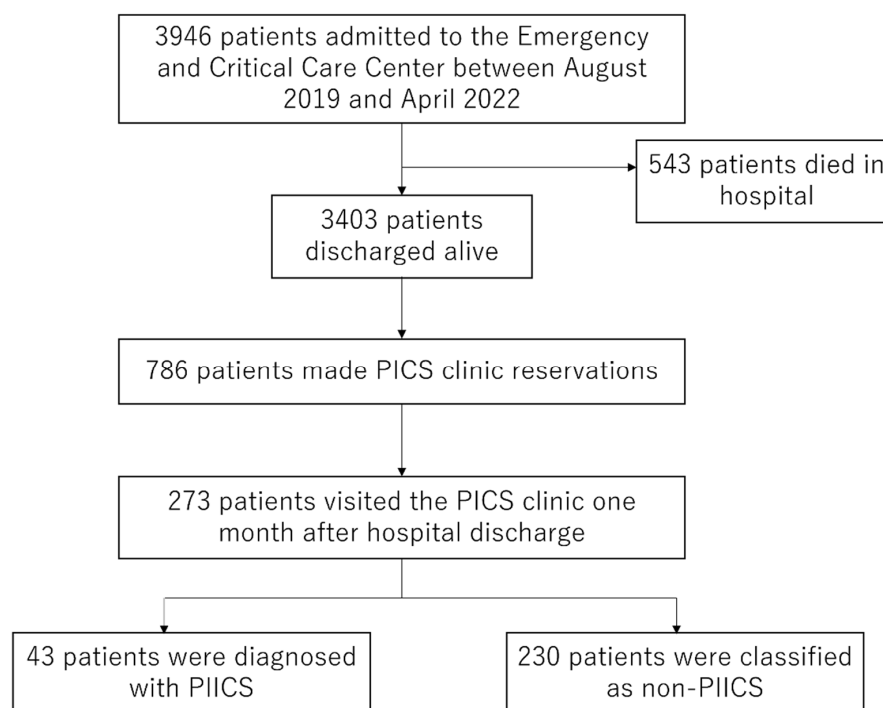 3946 patients admitted to the Emergency
and Critical Care Center between August
2019 and April 2022
543 patients died in
hospital
3403 patients
discharged alive
786 patients made PICS clinic reservations
273 patients visited the PICS clinic one
month after hospital discharge
43 patients were diagnosed
with PIICS
230 patients were classified
as non-PIICS